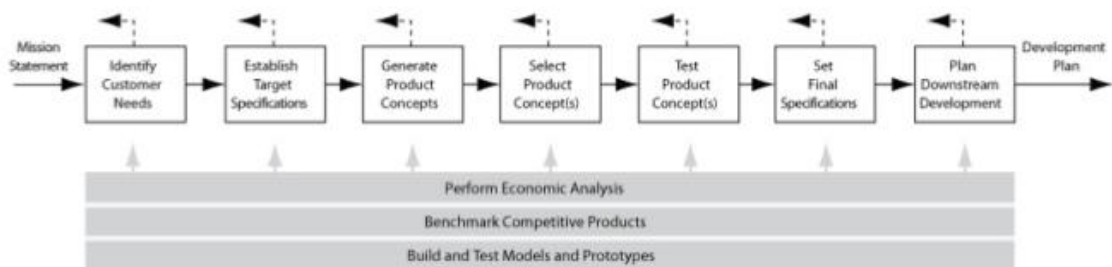 Mission
Statement
Identify
Customer
Needs
Establish
Target
Specifications
Generate
Product
Concepts
Select
Product
Concept(s)
Test
Product
Concept(s)
Set
Final
Specifications
Plan
Downstream
Development
Development
Plan
Perform Economic Analysis
Benchmark Competitive Products
Build and Test Models and Prototypes